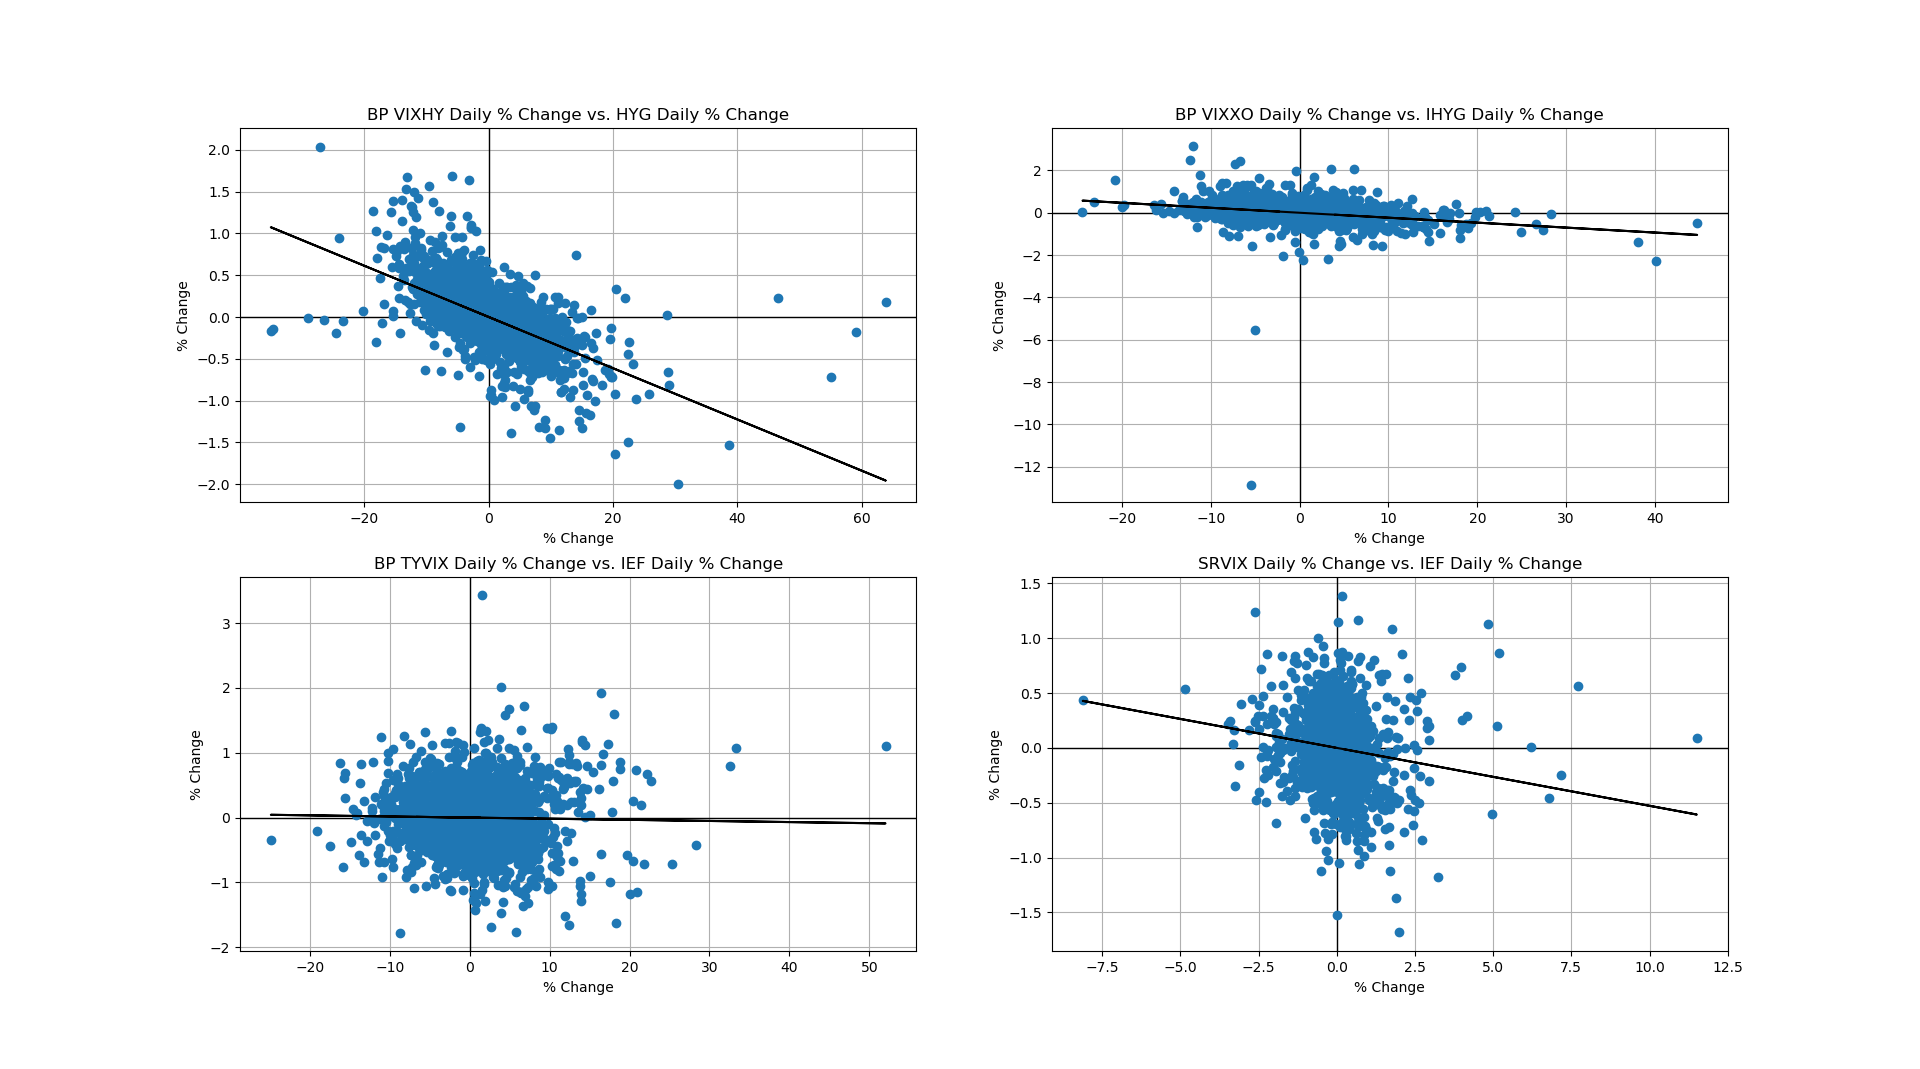 BP VIXHY Daily % Change vs. HYG Daily % Change
2.0
1.5
1.0
0.5
0.0
−0.5
−1.0
−1.5
−2.0
% Change
−20 0 20 40 60
% Change
BP VIXXO Daily % Change vs. IHYG Daily % Change
2
0
−2
−4
−6
−8
−10
−12
% Change
−20 −10 0 10 20 30 40
% Change
BP TYVIX Daily % Change vs. IEF Daily % Change
3
2
1
0
−1
−2
% Change
−20 −10 0 10 20 30 40 50
% Change
SRVIX Daily % Change vs. IEF Daily % Change
1.5
1.0
0.5
0.0
−0.5
−1.0
−1.5
% Change
−7.5 −5.0 −2.5 0.0 2.5 5.0 7.5 10.0 12.5
% Change